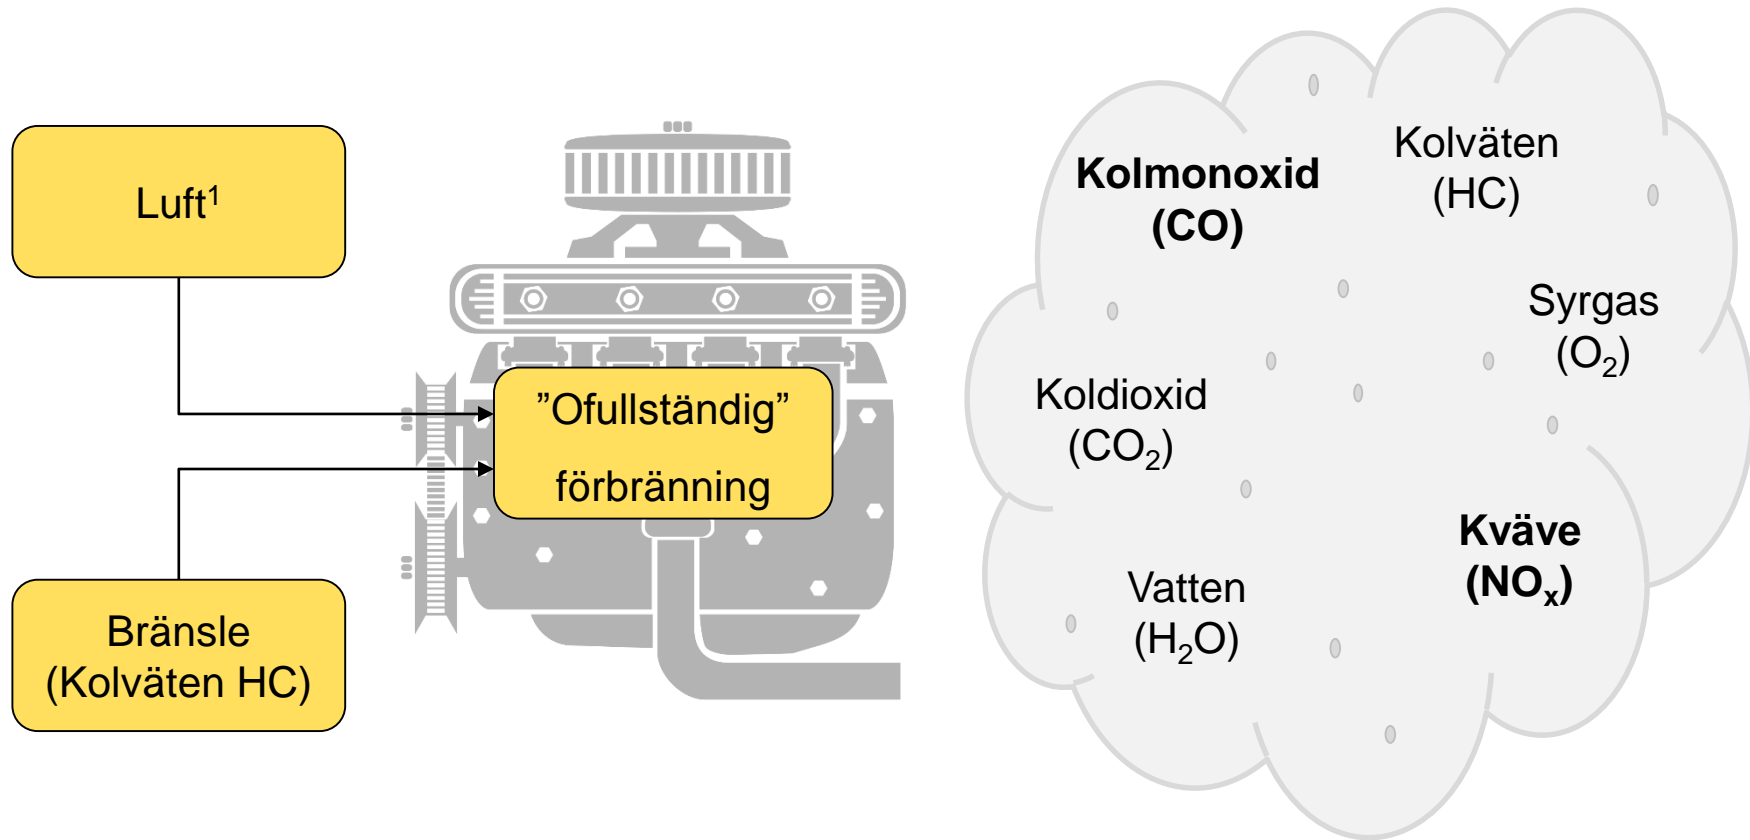 Luft¹
Bränsle
(Kolväten HC)
”Ofullständig”
förbränning
Kolmonoxid
(CO)
Kolväten
(HC)
Syrgas
(O₂)
Koldioxid
(CO₂)
Kväve
(NOₓ)
Vatten
(H₂O)